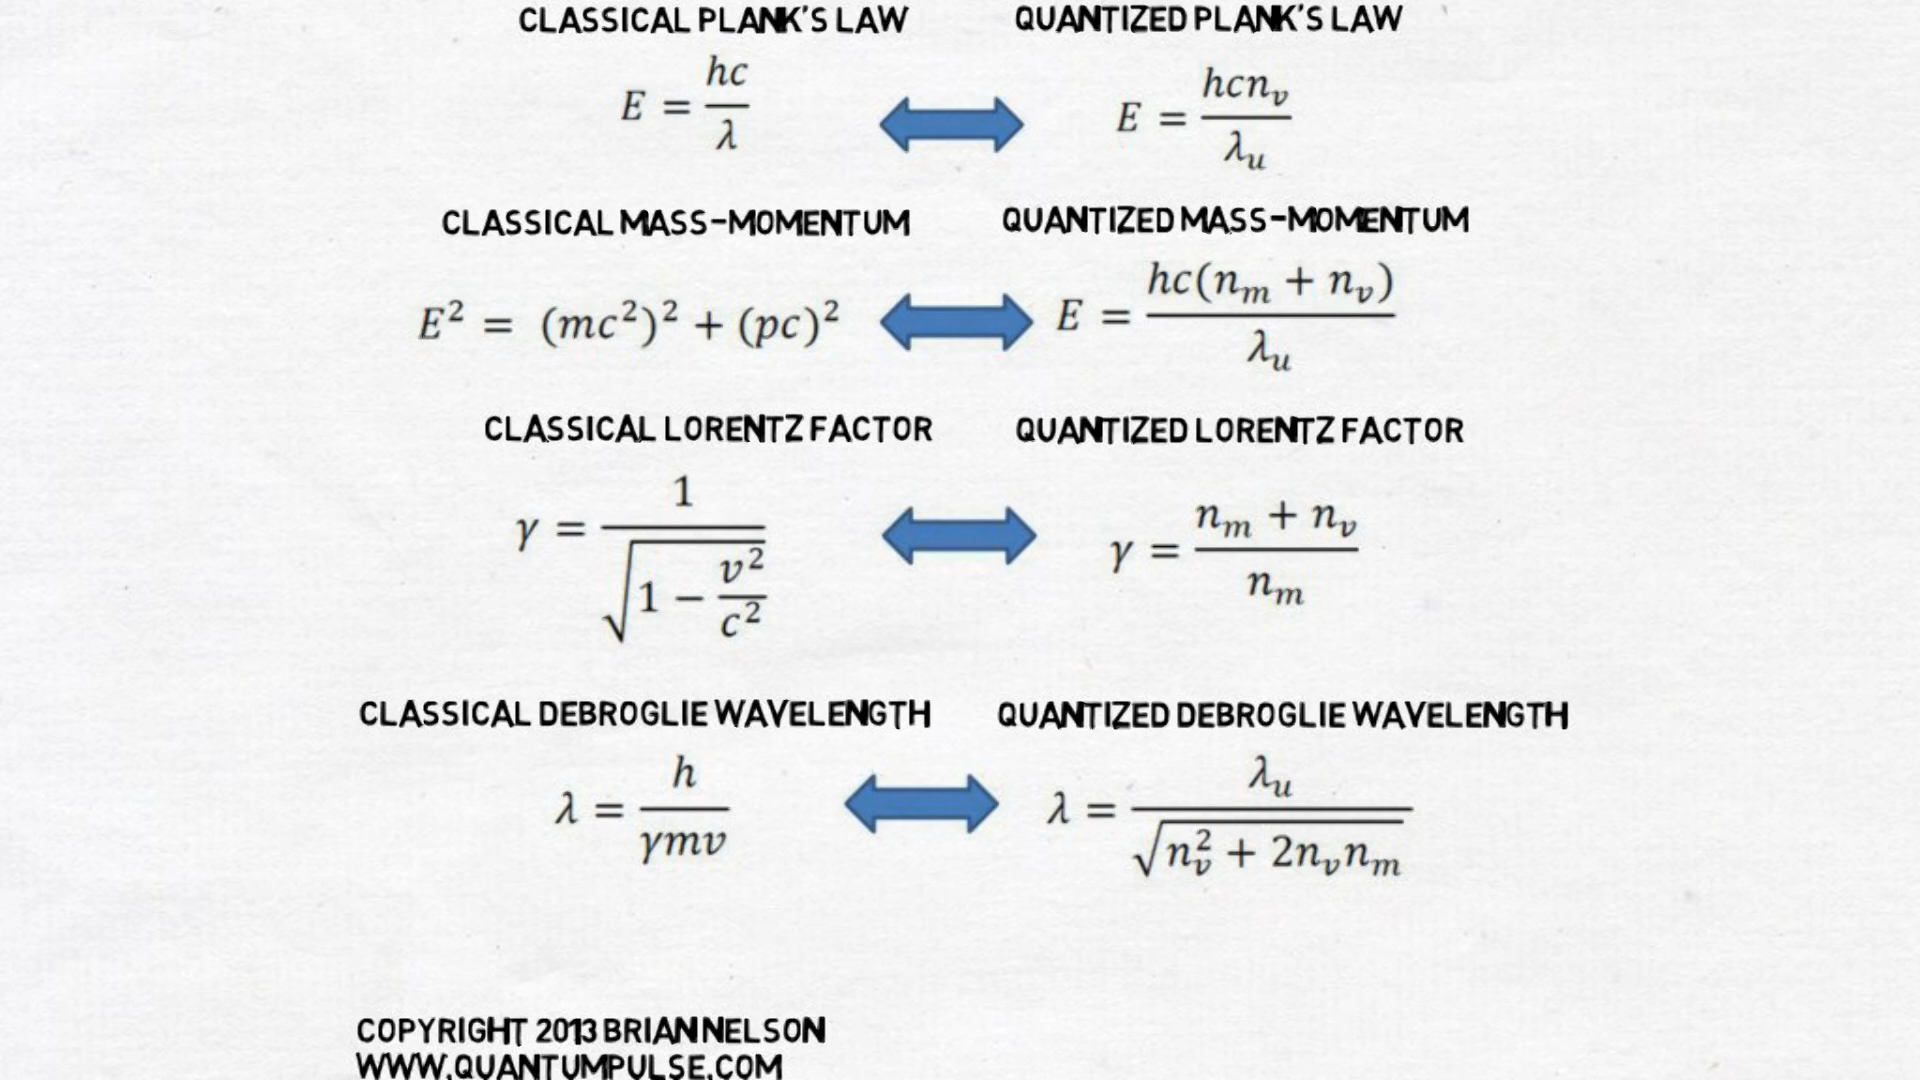 CLASSICAL PLANK'S LAW QUANTIZED PLANK'S LAW
E = hc/λ E = hcn_v/λ_u
CLASSICAL MASS-MOMENTUM QUANTIZED MASS-MOMENTUM
E² = (mc²)² + (pc)² E = hc(n_m + n_v)/λ_u
CLASSICAL LORENTZ FACTOR QUANTIZED LORENTZ FACTOR
γ = 1/√(1 − v²/c²) γ = (n_m + n_v)/n_m
CLASSICAL DEBROGLIE WAVELENGTH QUANTIZED DEBROGLIE WAVELENGTH
λ = h/γmv λ = λ_u/√(n_v² + 2n_vn_m)
COPYRIGHT 2013 BRIAN NELSON
WWW.QUANTUMPULSE.COM